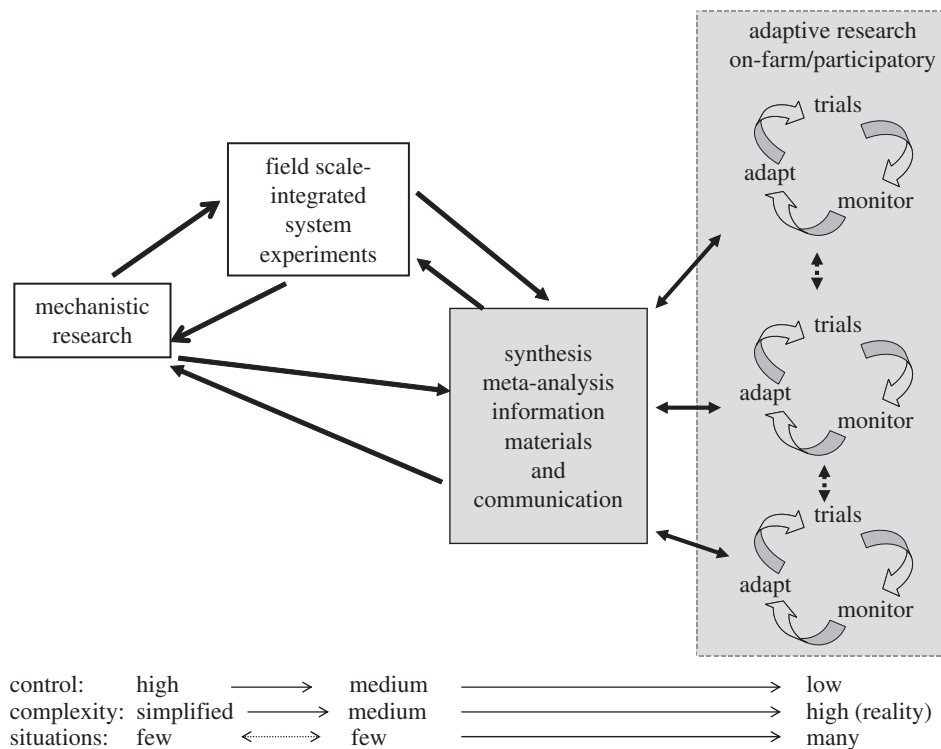 adaptive research
on-farm/participatory
trials
adapt
monitor
field scale-
integrated
system
experiments
mechanistic
research
synthesis
meta-analysis
information
materials
and
communication
trials
adapt
monitor
trials
adapt
monitor
control: high medium low
complexity: simplified medium high (reality)
situations: few few many